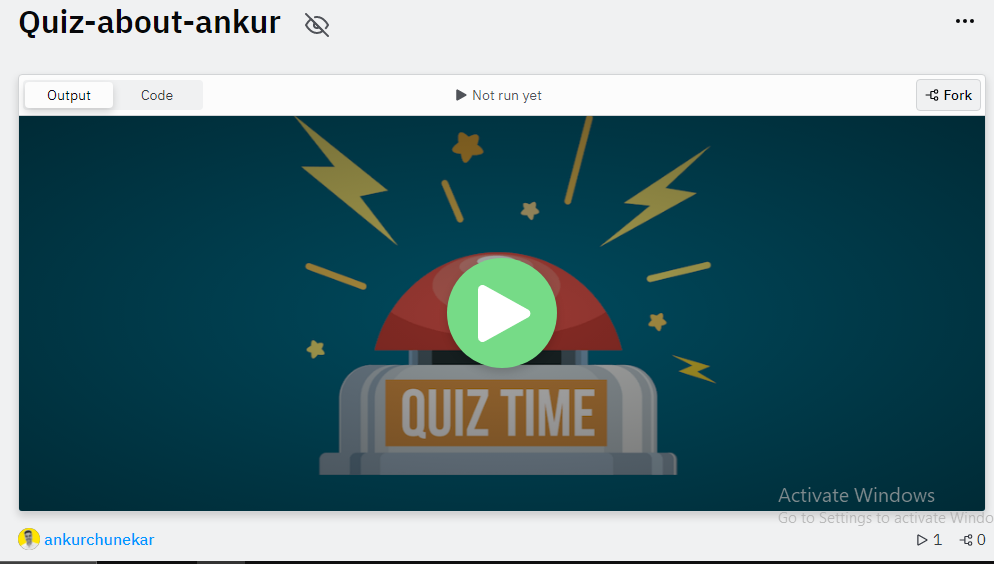 Quiz-about-ankur
Output Code Not run yet Fork
QUIZ TIME
Activate Windows
Go to Settings to activate Windo
ankurchunekar 1 0